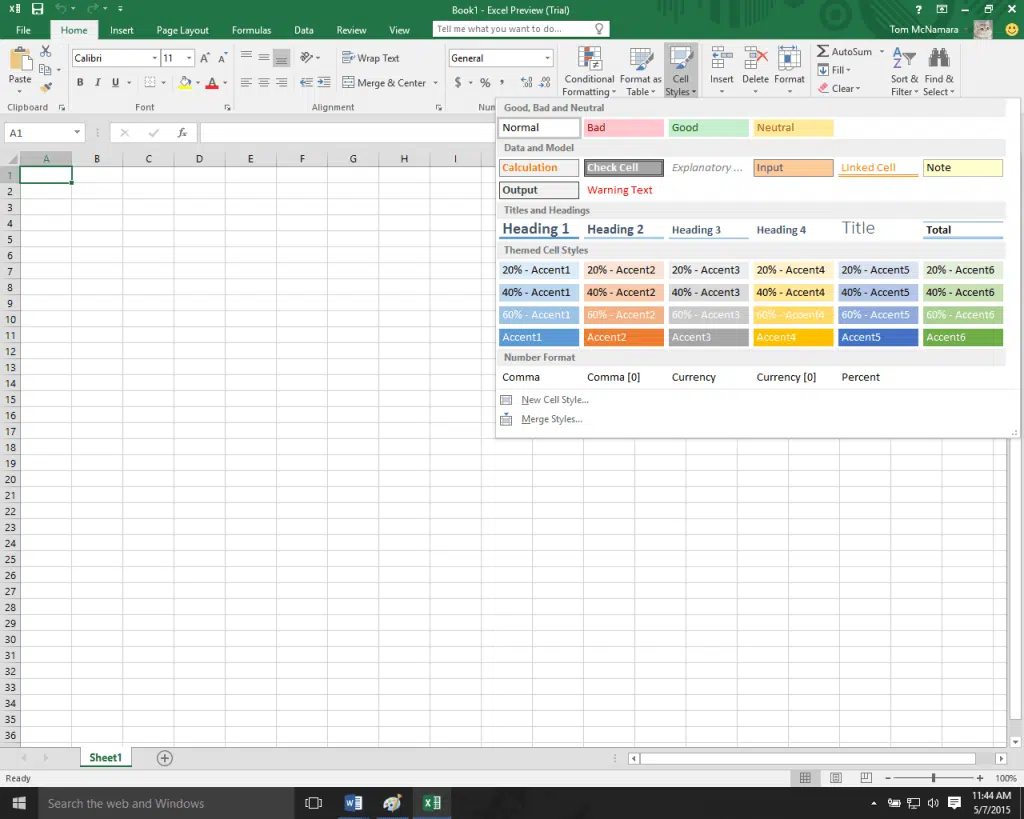 Book1 - Excel Preview (Trial)
File Home Insert Page Layout Formulas Data Review View Tell me what you want to do... Tom McNamara
Paste
Calibri 11
B I U
Wrap Text
Merge & Center
General
$ % ,
Conditional Formatting
Format as Table
Cell Styles
Insert Delete Format
AutoSum
Fill
Clear
Sort & Filter
Find & Select
Clipboard Font Alignment Num
A1
fx
A B C D E F G H I
1
2
3
4
5
6
7
8
9
10
11
12
13
14
15
16
17
18
19
20
21
22
23
24
25
26
27
28
29
30
31
32
33
34
35
36
Good, Bad and Neutral
Normal Bad Good Neutral
Data and Model
Calculation Check Cell Explanatory ... Input Linked Cell Note
Output Warning Text
Titles and Headings
Heading 1 Heading 2 Heading 3 Heading 4 Title Total
Themed Cell Styles
20% - Accent1 20% - Accent2 20% - Accent3 20% - Accent4 20% - Accent5 20% - Accent6
40% - Accent1 40% - Accent2 40% - Accent3 40% - Accent4 40% - Accent5 40% - Accent6
60% - Accent1 60% - Accent2 60% - Accent3 60% - Accent4 60% - Accent5 60% - Accent6
Accent1 Accent2 Accent3 Accent4 Accent5 Accent6
Number Format
Comma Comma [0] Currency Currency [0] Percent
New Cell Style...
Merge Styles...
Sheet1
Ready 100%
Search the web and Windows
11:44 AM
5/7/2015